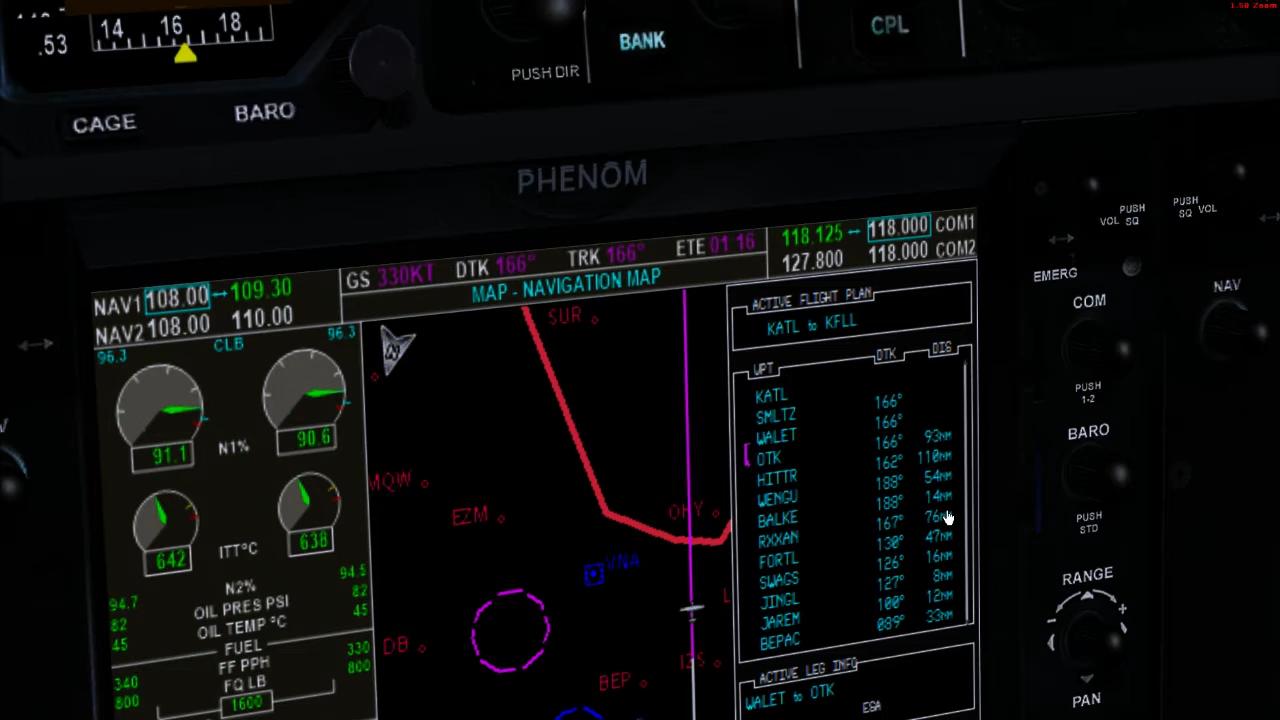 1.50 Zoom
14 16 18
.53
BANK
CPL
PUSH DIR
CAGE
BARO
PHENOM
NAV1 108.00 ↔ 109.30
NAV2 108.00 110.00
GS 330KT DTK 166° TRK 166° ETE 01 16
MAP - NAVIGATION MAP
118.125 ↔ 118.000 COM1
127.800 118.000 COM2
96.3 CLB 96.3
91.1 N1% 90.6
642 ITT°C 638
94.7 N2% 94.5
82 OIL PRES PSI 82
45 OIL TEMP °C 45
FUEL
340 FF PPH 330
800 FQ LB 800
1600
N
SUR
MQW
EZM
OHY
VNA
DB
BEP
ACTIVE FLIGHT PLAN
KATL to KFLL
WPT DTK DIS
KATL
SMLTZ 166°
WALET 166°
OTK 166° 93NM
HITTR 162° 110NM
WENGU 188° 54NM
BALKE 188° 14NM
RXXAN 167° 76NM
FORTL 130° 47NM
SWAGS 126° 16NM
JINGL 127° 8NM
JAREM 100° 12NM
BEPAC 089° 33NM
ACTIVE LEG INFO
WALET to OTK
VOL PUSH SQ
PUSH SQ VOL
EMERG
COM
NAV
PUSH 1-2
BARO
PUSH STD
RANGE
- +
PAN